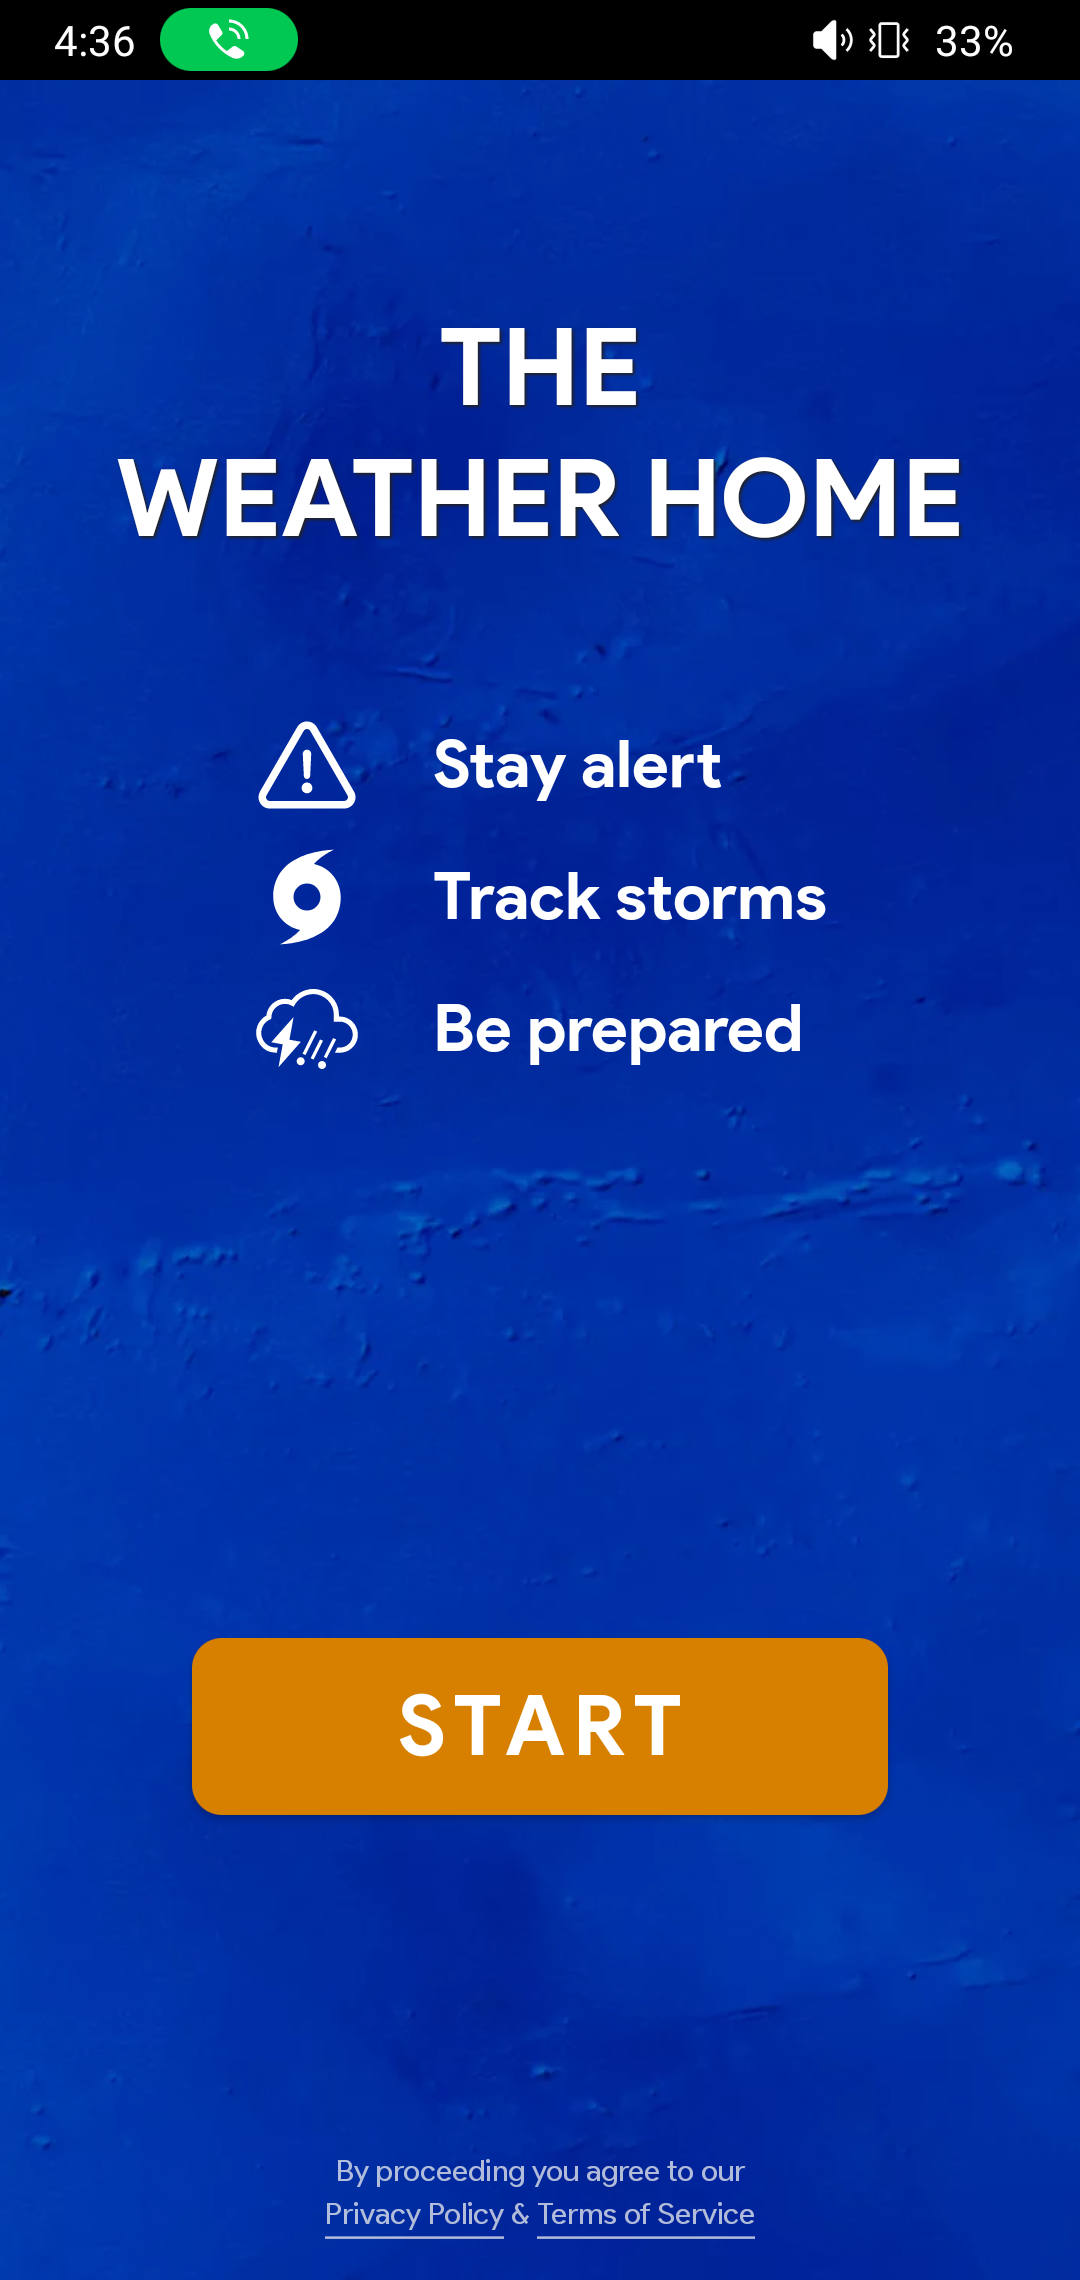 4:36
33%
THE
WEATHER HOME
Stay alert
Track storms
Be prepared
START
By proceeding you agree to our
Privacy Policy & Terms of Service